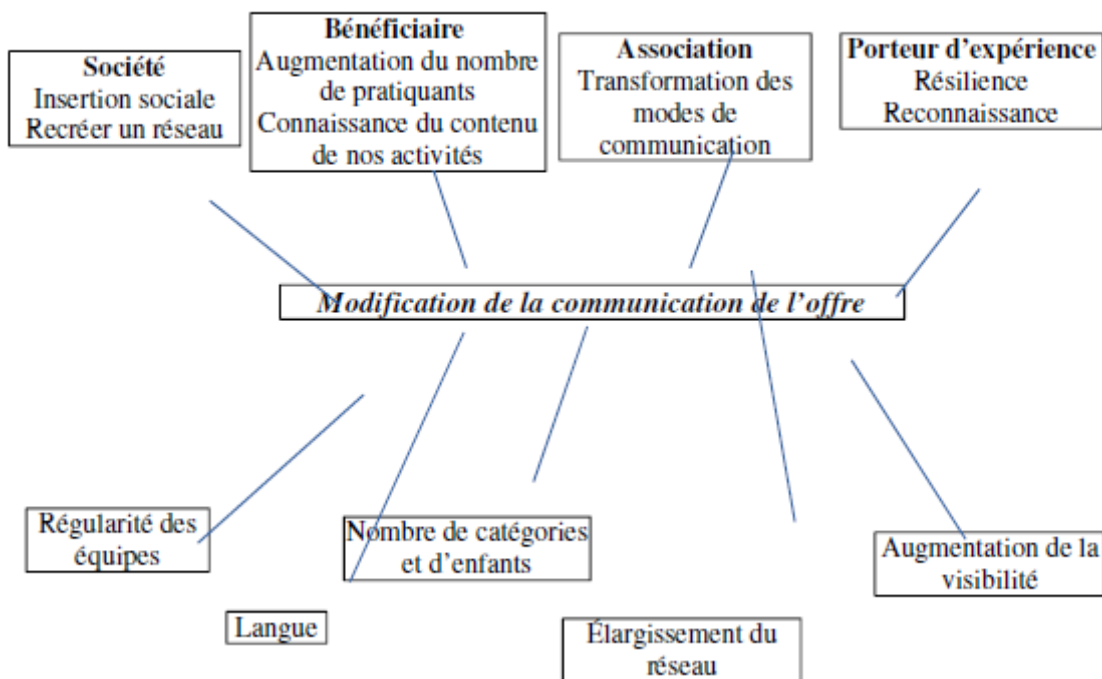 Société
Insertion sociale
Recréer un réseau
Bénéficiaire
Augmentation du nombre
de pratiquants
Connaissance du contenu
de nos activités
Association
Transformation des
modes de
communication
Porteur d’expérience
Résilience
Reconnaissance
Modification de la communication de l’offre
Régularité des
équipes
Langue
Nombre de catégories
et d’enfants
Élargissement du
réseau
Augmentation de la
visibilité